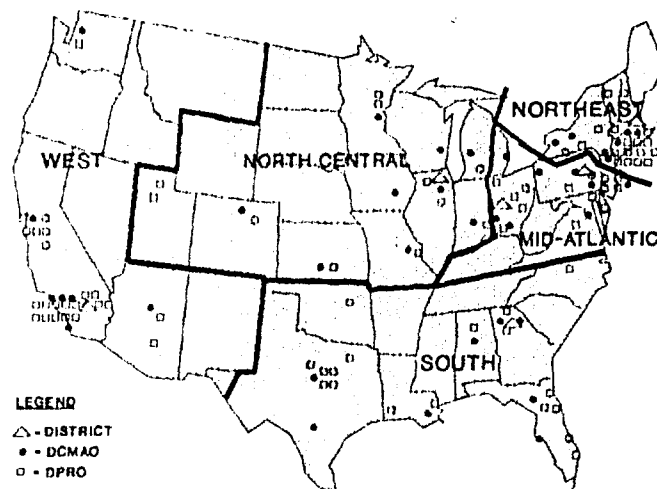 NORTHEAST
WEST
NORTH CENTRAL
MID-ATLANTIC
SOUTH
LEGEND
△ - DISTRICT
● - DCMAO
□ - DPRO